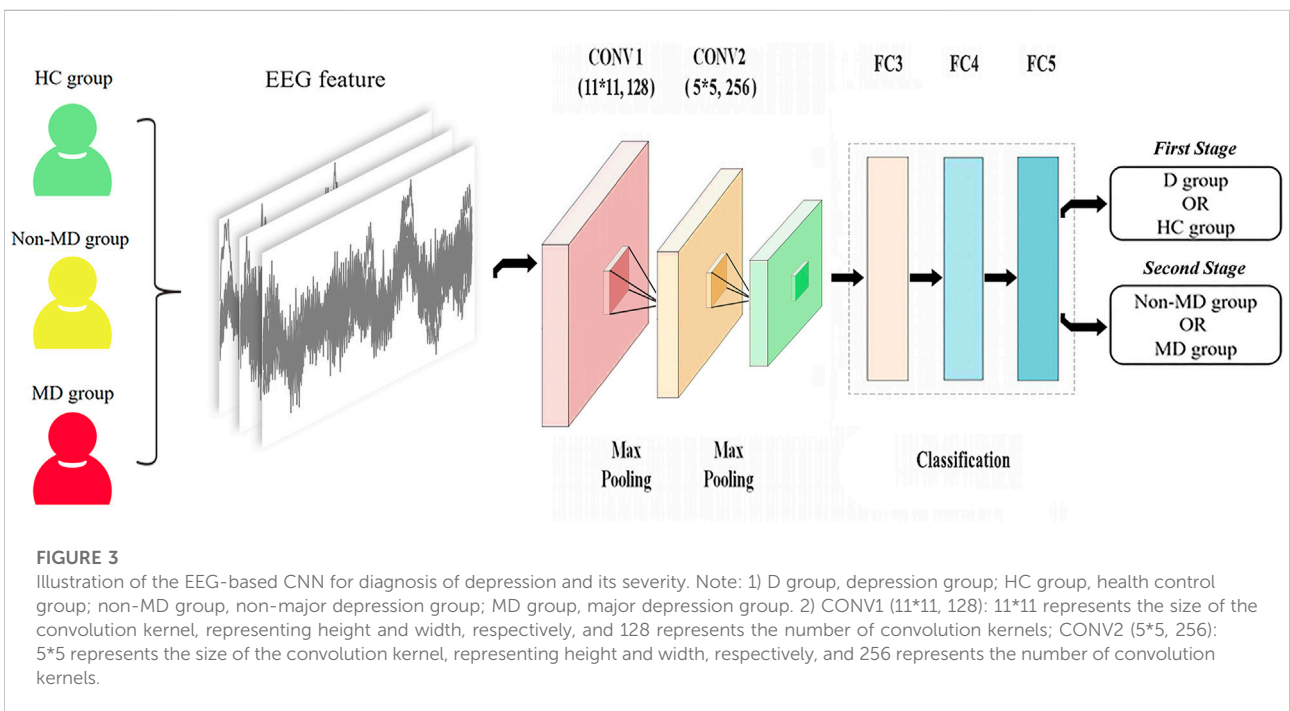 HC group
Non-MD group
MD group
EEG feature
CONV1
(11*11, 128)
CONV2
(5*5, 256)
Max
Pooling
Max
Pooling
FC3
FC4
FC5
Classification
First Stage
D group
OR
HC group
Second Stage
Non-MD group
OR
MD group
FIGURE 3
Illustration of the EEG-based CNN for diagnosis of depression and its severity. Note: 1) D group, depression group; HC group, health control
group; non-MD group, non-major depression group; MD group, major depression group. 2) CONV1 (11*11, 128): 11*11 represents the size of the
convolution kernel, representing height and width, respectively, and 128 represents the number of convolution kernels; CONV2 (5*5, 256):
5*5 represents the size of the convolution kernel, representing height and width, respectively, and 256 represents the number of convolution
kernels.